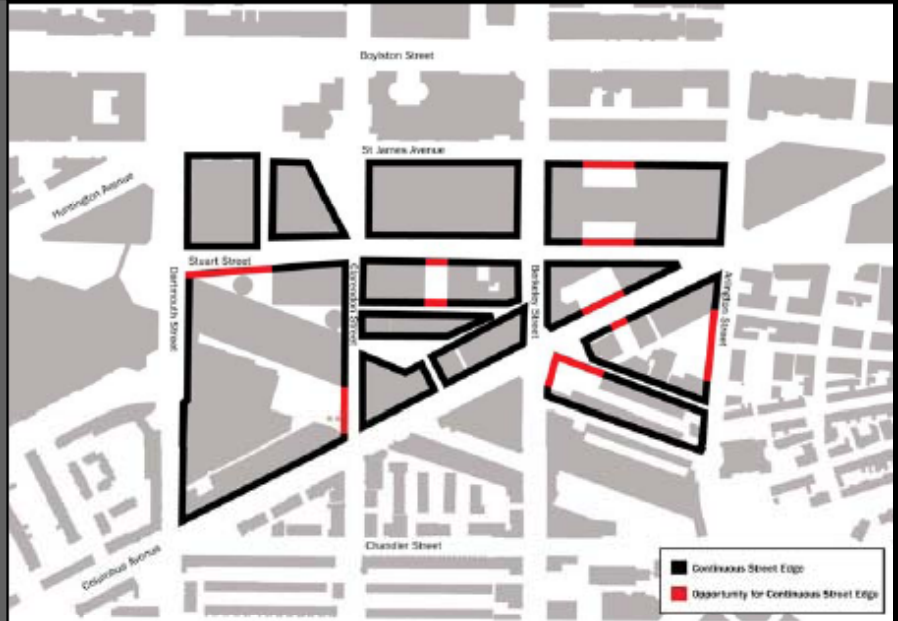 Boylston Street
St James Avenue
Huntington Avenue
Stuart Street
Dartmouth Street
Clarendon Street
Berkeley Street
Arlington Street
Chandler Street
Columbus Avenue
Continuous Street Edge
Opportunity for Continuous Street Edge